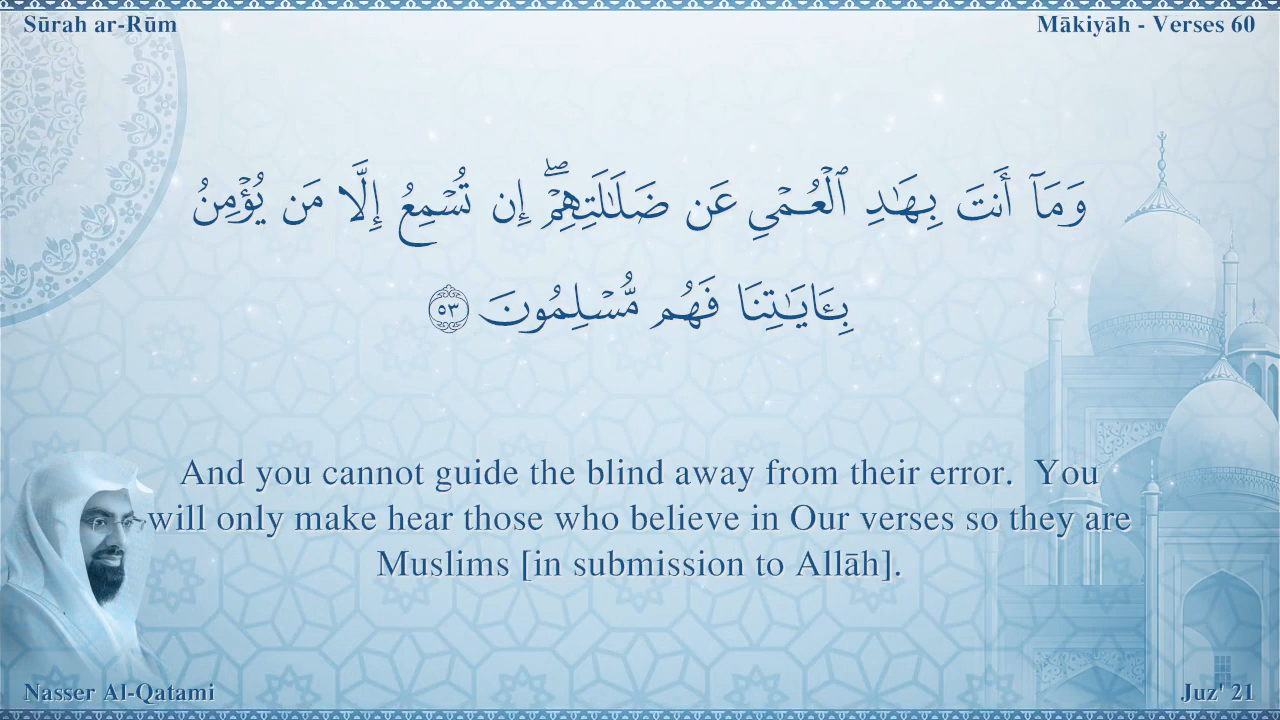 Sūrah ar-Rūm
Mākiyāh - Verses 60
وَمَآ أَنتَ بِهَـٰدِ ٱلْعُمْىِ عَن ضَلَـٰلَتِهِمْ ۖ إِن تُسْمِعُ إِلَّا مَن يُؤْمِنُ
بِـَٔايَـٰتِنَا فَهُم مُّسْلِمُونَ ٥٣
And you cannot guide the blind away from their error. You
will only make hear those who believe in Our verses so they are
Muslims [in submission to Allāh].
Nasser Al-Qatami
Juz' 21